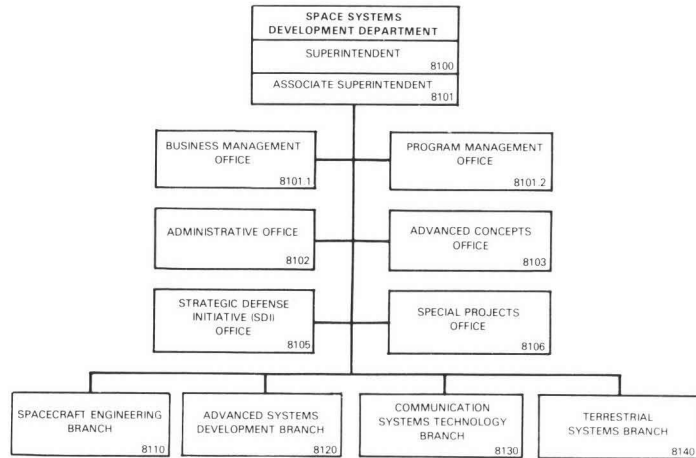 SPACE SYSTEMS
DEVELOPMENT DEPARTMENT
SUPERINTENDENT
8100
ASSOCIATE SUPERINTENDENT
8101
BUSINESS MANAGEMENT
OFFICE
8101.1
PROGRAM MANAGEMENT
OFFICE
8101.2
ADMINISTRATIVE OFFICE
8102
ADVANCED CONCEPTS
OFFICE
8103
STRATEGIC DEFENSE
INITIATIVE (SDI)
OFFICE
8105
SPECIAL PROJECTS
OFFICE
8106
SPACECRAFT ENGINEERING
BRANCH
8110
ADVANCED SYSTEMS
DEVELOPMENT BRANCH
8120
COMMUNICATION
SYSTEMS TECHNOLOGY
BRANCH
8130
TERRESTRIAL
SYSTEMS BRANCH
8140